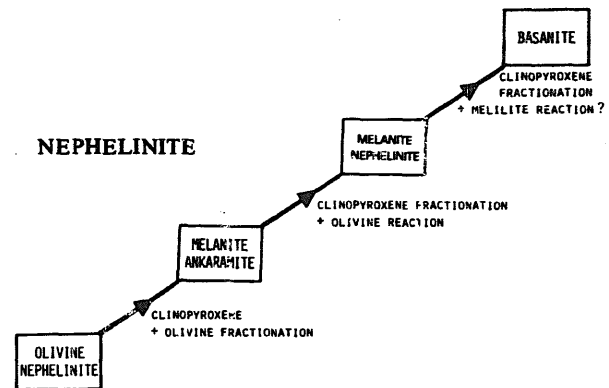 BASANITE
CLINOPYROXENE
FRACTIONATION
+ MELILITE REACTION?
MELANITE
NEPHELINITE
NEPHELINITE
CLINOPYROXENE FRACTIONATION
+ OLIVINE REACTION
MELANITE
ANKARAMITE
CLINOPYROXENE
+ OLIVINE FRACTIONATION
OLIVINE
NEPHELINITE